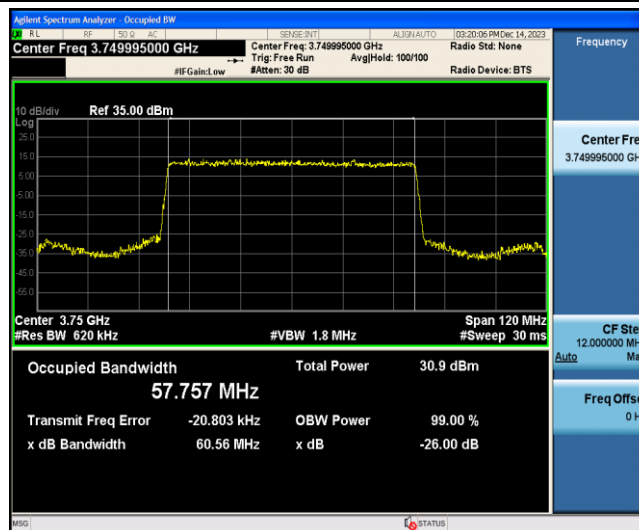 Agilent Spectrum Analyzer - Occupied BW
RL RF 50 Ω AC SENSE:INT ALIGN AUTO 03:20:06 PM Dec 14, 2023
Center Freq 3.749995000 GHz
Center Freq: 3.749995000 GHz
Radio Std: None
Trig: Free Run Avg|Hold: 100/100
#IFGain:Low #Atten: 30 dB Radio Device: BTS
10 dB/div Ref 35.00 dBm
Log
25.0
15.0
5.00
-5.00
-15.0
-25.0
-35.0
-45.0
-55.0
Center 3.75 GHz Span 120 MHz
#Res BW 620 kHz #VBW 1.8 MHz #Sweep 30 ms
Occupied Bandwidth Total Power 30.9 dBm
57.757 MHz
Transmit Freq Error -20.803 kHz OBW Power 99.00 %
x dB Bandwidth 60.56 MHz x dB -26.00 dB
MSG STATUS
Frequency
Center Fre
3.749995000 GH
CF Ste
12.000000 MH
Auto Ma
Freq Offse
0 H